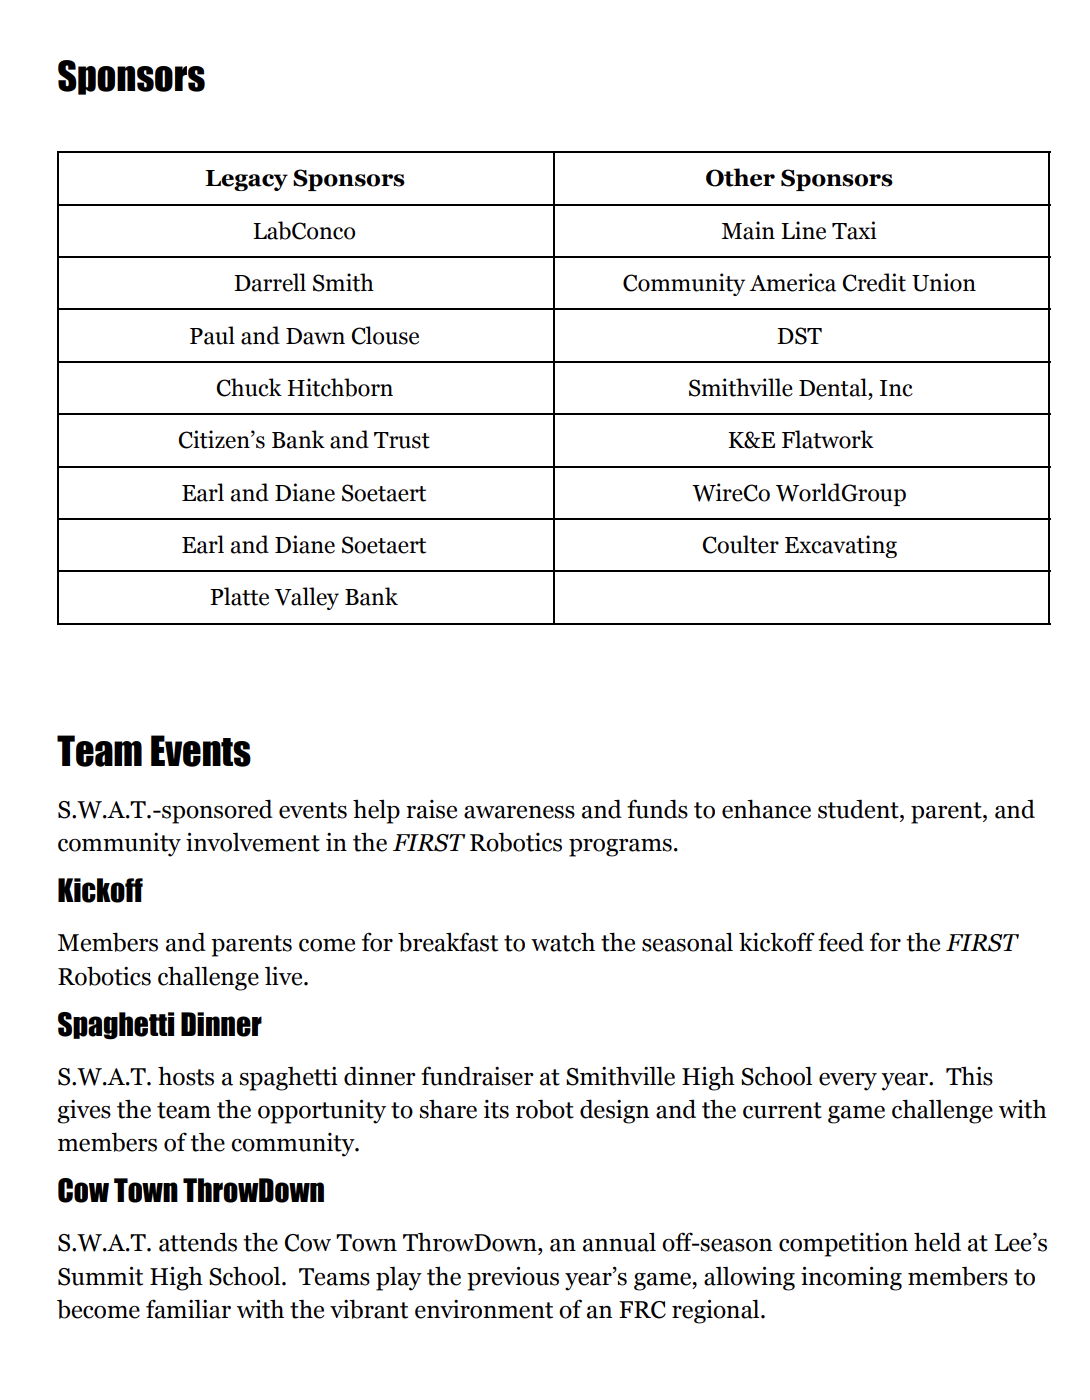 Sponsors
Legacy Sponsors Other Sponsors
LabConco Main Line Taxi
Darrell Smith Community America Credit Union
Paul and Dawn Clouse DST
Chuck Hitchborn Smithville Dental, Inc
Citizen’s Bank and Trust K&E Flatwork
Earl and Diane Soetaert WireCo WorldGroup
Earl and Diane Soetaert Coulter Excavating
Platte Valley Bank
Team Events
S.W.A.T.-sponsored events help raise awareness and funds to enhance student, parent, and
community involvement in the FIRST Robotics programs.
Kickoff
Members and parents come for breakfast to watch the seasonal kickoff feed for the FIRST
Robotics challenge live.
Spaghetti Dinner
S.W.A.T. hosts a spaghetti dinner fundraiser at Smithville High School every year.  This
gives the team the opportunity to share its robot design and the current game challenge with
members of the community.
Cow Town ThrowDown
S.W.A.T. attends the Cow Town ThrowDown, an annual off-season competition held at Lee’s
Summit High School.  Teams play the previous year’s game, allowing incoming members to
become familiar with the vibrant environment of an FRC regional.